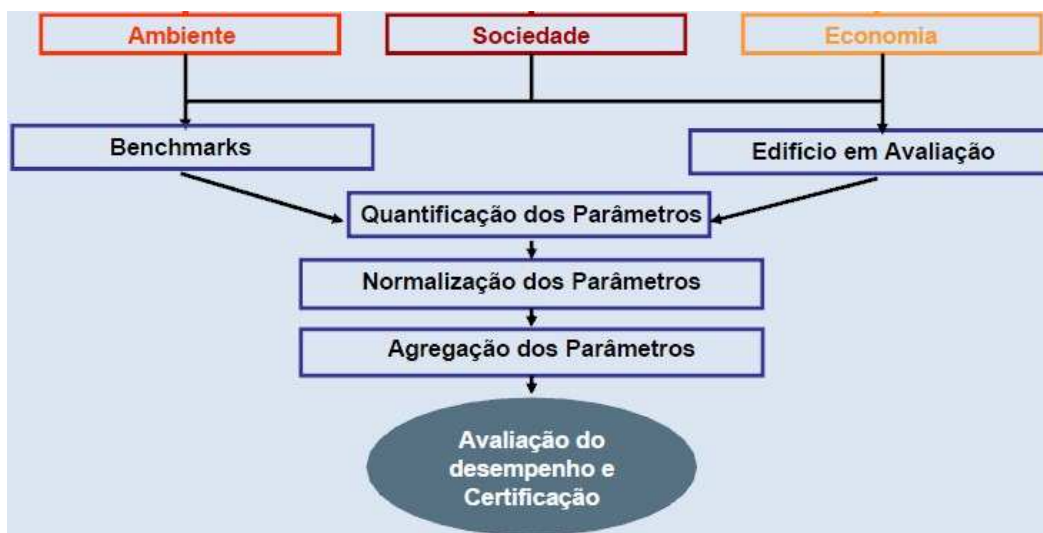 Ambiente
Sociedade
Economia
Benchmarks
Edifício em Avaliação
Quantificação dos Parâmetros
Normalização dos Parâmetros
Agregação dos Parâmetros
Avaliação do
desempenho e
Certificação